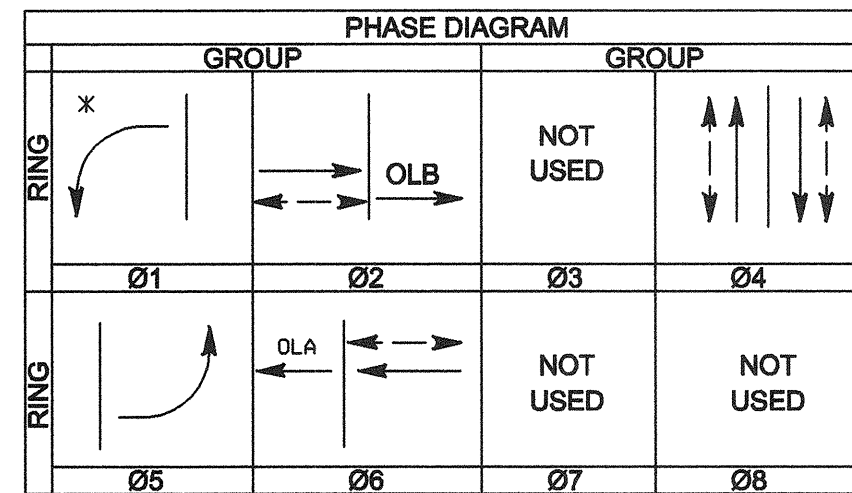 PHASE DIAGRAM
GROUP GROUP
RING
*
OLB
NOT
USED
Ø1 Ø2 Ø3 Ø4
RING
OLA
NOT
USED
NOT
USED
Ø5 Ø6 Ø7 Ø8